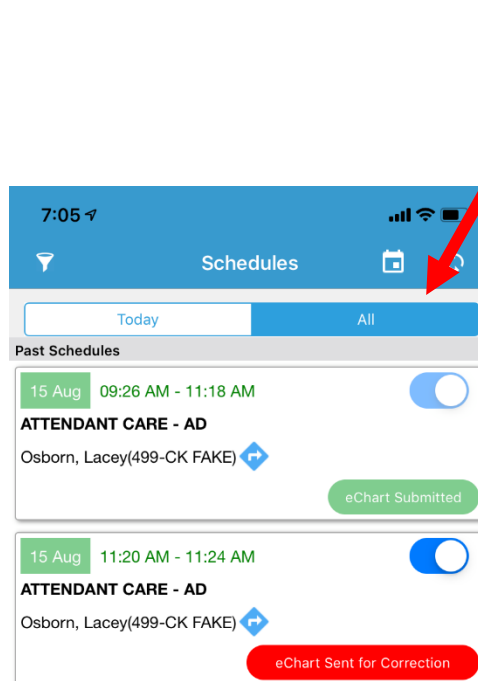 7:05
Schedules
Today All
Past Schedules
15 Aug 09:26 AM - 11:18 AM
ATTENDANT CARE - AD
Osborn, Lacey(499-CK FAKE)
eChart Submitted
15 Aug 11:20 AM - 11:24 AM
ATTENDANT CARE - AD
Osborn, Lacey(499-CK FAKE)
eChart Sent for Correction